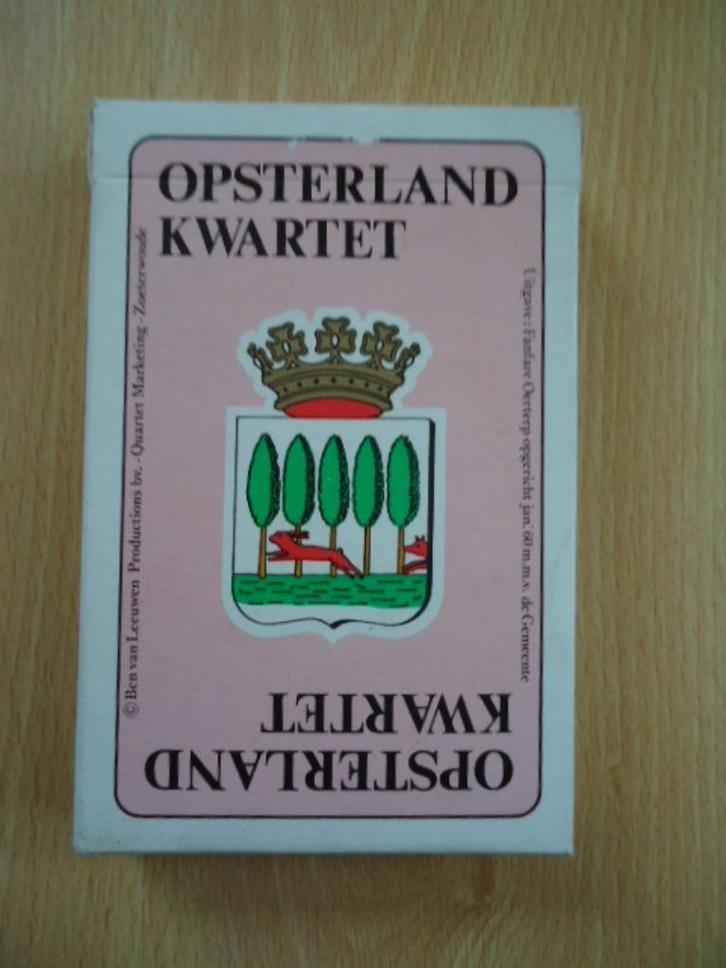 OPSTERLAND
KWARTET
© Ben van Leeuwen Productions bv. - Quartet Marketing - Zoeterwoude
Uitgave: Fanfare Oerterp opgericht jan. '60 m.m.v. de Gemeente
OPSTERLAND
KWARTET